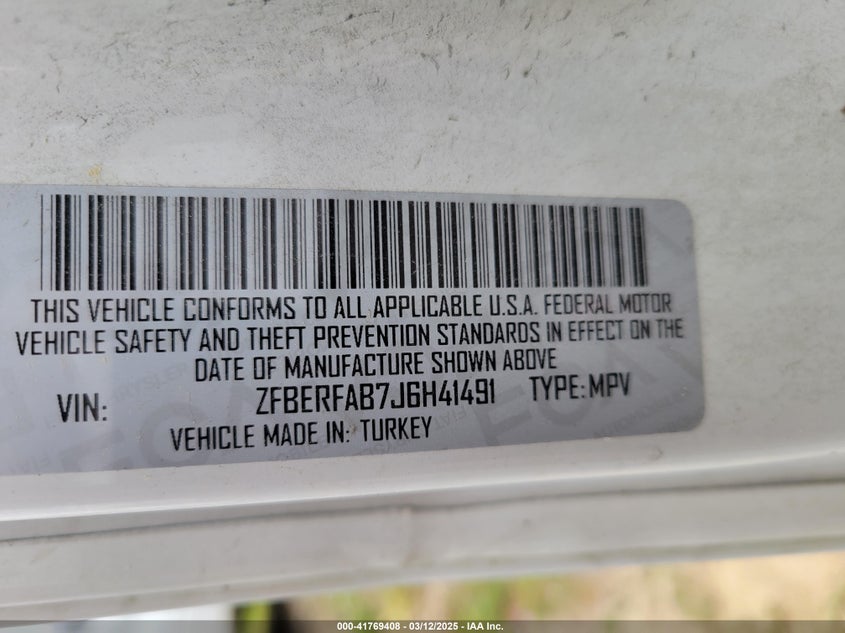 THIS VEHICLE CONFORMS TO ALL APPLICABLE U.S.A. FEDERAL MOTOR
VEHICLE SAFETY AND THEFT PREVENTION STANDARDS IN EFFECT ON THE
DATE OF MANUFACTURE SHOWN ABOVE
VIN: ZFBERFAB7J6H41491 TYPE: MPV
VEHICLE MADE IN: TURKEY
000-41769408 - 03/12/2025 - IAA Inc.